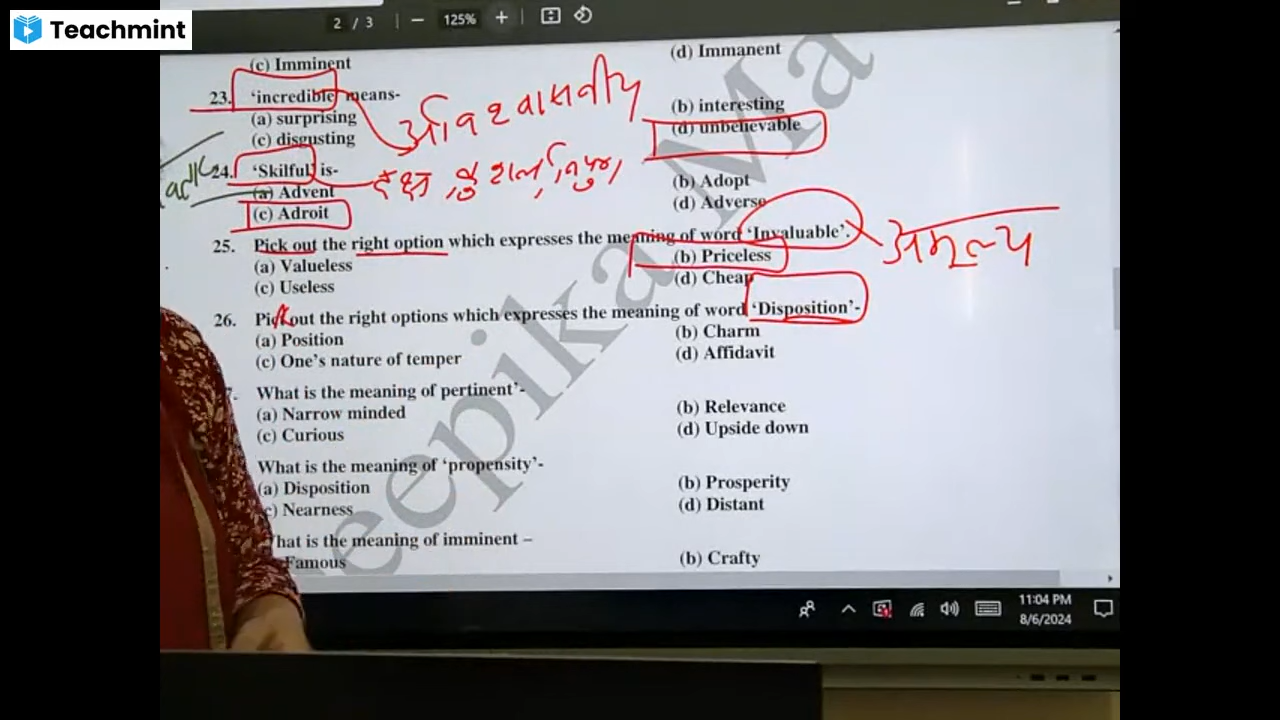 Teachmint
2 / 3 125%
(c) Imminent (d) Immanent
23. ‘incredible’ means- अविश्वासनीय
(a) surprising (b) interesting
(c) disgusting (d) unbelievable
24. ‘Skilful’ is- दक्ष, कुशल, निपुण
(a) Advent (b) Adopt
(c) Adroit (d) Adverse
25. Pick out the right option which expresses the meaning of word ‘Invaluable’. अमूल्य
(a) Valueless (b) Priceless
(c) Useless (d) Cheap
26. Pick out the right options which expresses the meaning of word ‘Disposition’-
(a) Position (b) Charm
(c) One’s nature of temper (d) Affidavit
What is the meaning of pertinent’-
(a) Narrow minded (b) Relevance
(c) Curious (d) Upside down
What is the meaning of ‘propensity’-
(a) Disposition (b) Prosperity
(c) Nearness (d) Distant
What is the meaning of imminent –
Famous (b) Crafty
11:04 PM
8/6/2024